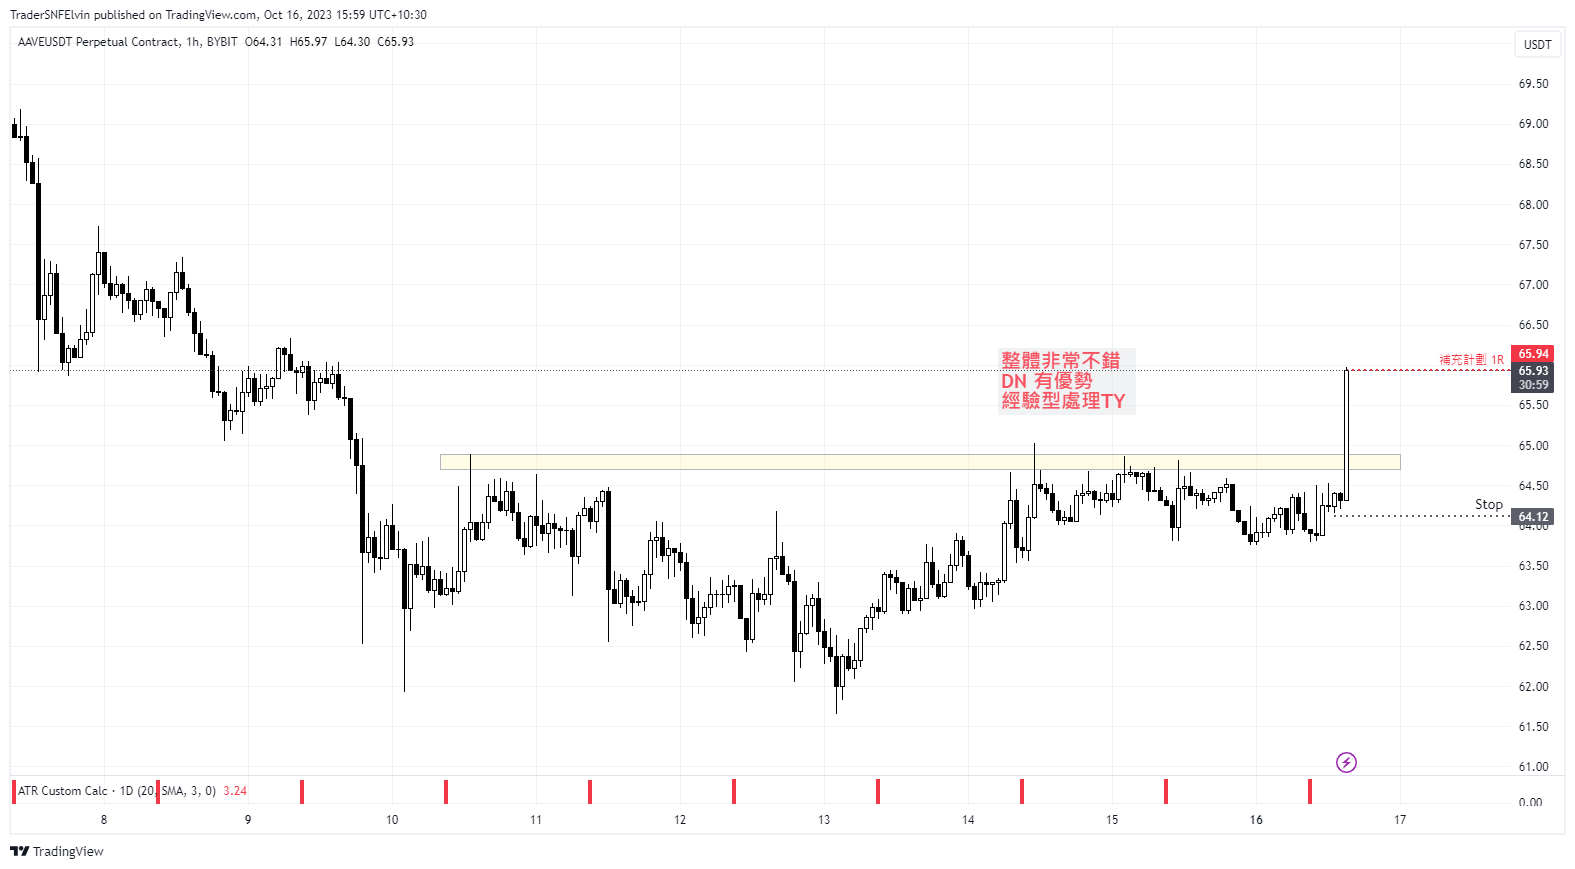 TraderSNFElvin published on TradingView.com, Oct 16, 2023 15:59 UTC+10:30
AAVEUSDT Perpetual Contract, 1h, BYBIT O64.31 H65.97 L64.30 C65.93
USDT
69.50
69.00
68.50
68.00
67.50
67.00
66.50
整體非常不錯
DN 有優勢
經驗型處理TY
補充計劃 1R
65.94
65.93
30:59
65.50
65.00
64.50
Stop
64.12
64.00
63.50
63.00
62.50
62.00
61.50
61.00
ATR Custom Calc · 1D (20, SMA, 3, 0) 3.24
0.00
8 9 10 11 12 13 14 15 16 17
TradingView